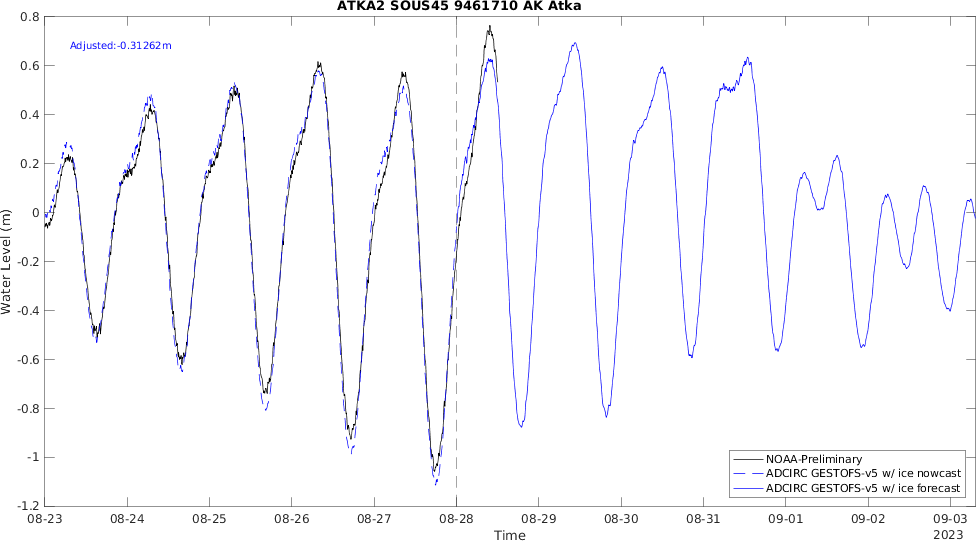 ATKA2 SOUS45 9461710 AK Atka
Adjusted:-0.31262m
0.8
0.6
0.4
0.2
0
-0.2
-0.4
-0.6
-0.8
-1
-1.2
Water Level (m)
NOAA-Preliminary
ADCIRC GESTOFS-v5 w/ ice nowcast
ADCIRC GESTOFS-v5 w/ ice forecast
08-23 08-24 08-25 08-26 08-27 08-28 08-29 08-30 08-31 09-01 09-02 09-03
Time
2023